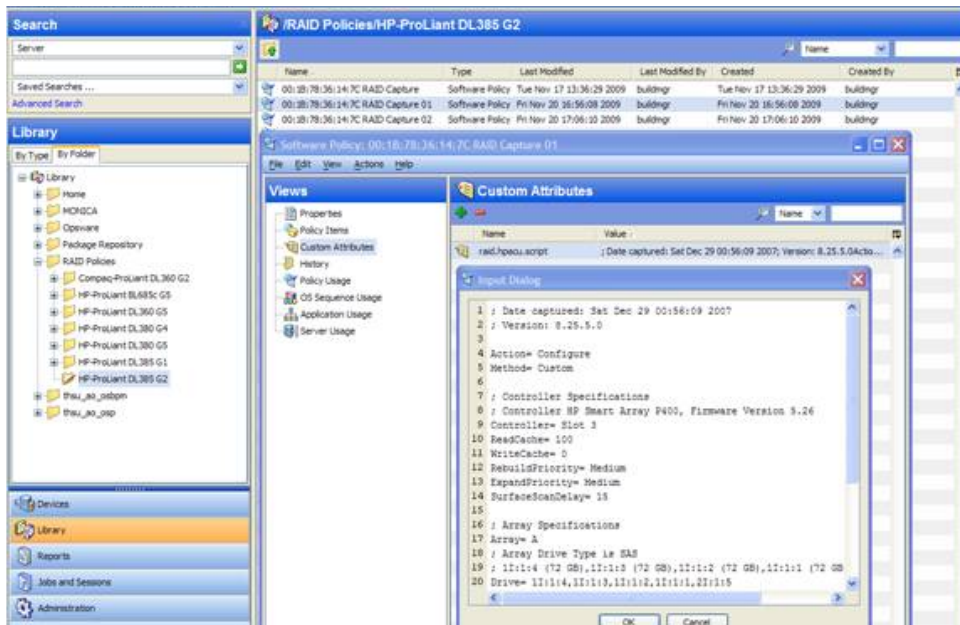 Search
Server
Saved Searches ...
Advanced Search
Library
By Type By Folder
Library
Home
MONICA
Opsware
Package Repository
RAID Policies
Compaq-ProLiant DL360 G2
HP-ProLiant BL685c G5
HP-ProLiant DL360 G5
HP-ProLiant DL380 G4
HP-ProLiant DL380 G5
HP-ProLiant DL385 G1
HP-ProLiant DL385 G2
thsu_ao_osbpm
thsu_ao_osp
Devices
Library
Reports
Jobs and Sessions
Administration
/RAID Policies/HP-ProLiant DL385 G2
Name
Name Type Last Modified Last Modified By Created Created By
00:1B:78:36:14:7C RAID Capture Software Policy Tue Nov 17 13:36:29 2009 buildmgr Tue Nov 17 13:36:29 2009 buildmgr
00:1B:78:36:14:7C RAID Capture 01 Software Policy Fri Nov 20 16:56:08 2009 buildmgr Fri Nov 20 16:56:08 2009 buildmgr
00:1B:78:36:14:7C RAID Capture 02 Software Policy Fri Nov 20 17:06:10 2009 buildmgr Fri Nov 20 17:06:10 2009 buildmgr
Software Policy: 00:1B:78:36:14:7C RAID Capture 01
File Edit View Actions Help
Views
Properties
Policy Items
Custom Attributes
History
Policy Usage
OS Sequence Usage
Application Usage
Server Usage
Custom Attributes
Name
Name Value
raid.hpacu.script ; Date captured: Sat Dec 29 00:56:09 2007; Version: 8.25.5.0Actio...
Input Dialog
1 ; Date captured: Sat Dec 29 00:56:09 2007
2 ; Version: 8.25.5.0
3
4 Action= Configure
5 Method= Custom
6
7 ; Controller Specifications
8 ; Controller HP Smart Array P400, Firmware Version 5.26
9 Controller= Slot 3
10 ReadCache= 100
11 WriteCache= 0
12 RebuildPriority= Medium
13 ExpandPriority= Medium
14 SurfaceScanDelay= 15
15
16 ; Array Specifications
17 Array= A
18 ; Array Drive Type is SAS
19 ; 1I:1:4 (72 GB),1I:1:3 (72 GB),1I:1:2 (72 GB),1I:1:1 (72 GB
20 Drive= 1I:1:4,1I:1:3,1I:1:2,1I:1:1,2I:1:5
OK Cancel